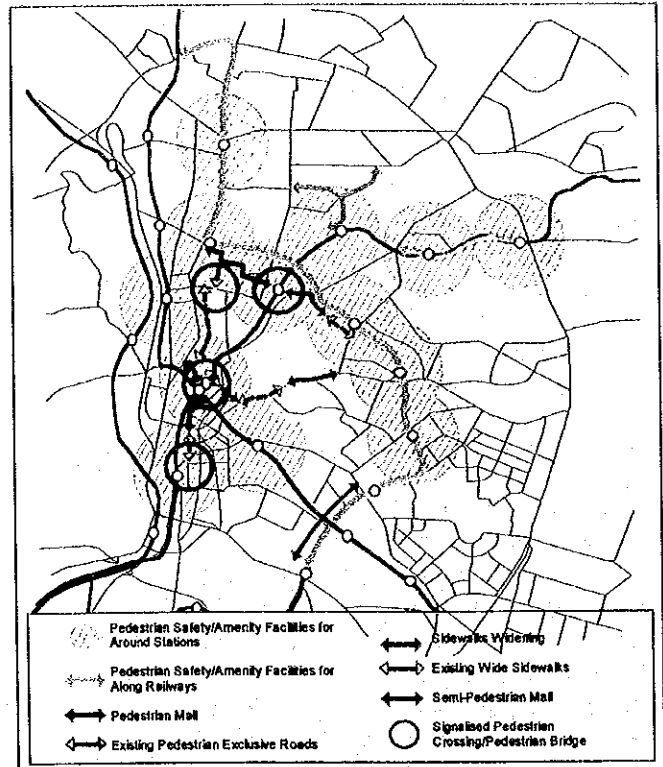 Pedestrian Safety/Amenity Facilities for
Around Stations
Pedestrian Safety/Amenity Facilities for
Along Railways
Pedestrian Mall
Existing Pedestrian Exclusive Roads
Sidewalks Widening
Existing Wide Sidewalks
Semi-Pedestrian Mall
Signalised Pedestrian
Crossing/Pedestrian Bridge